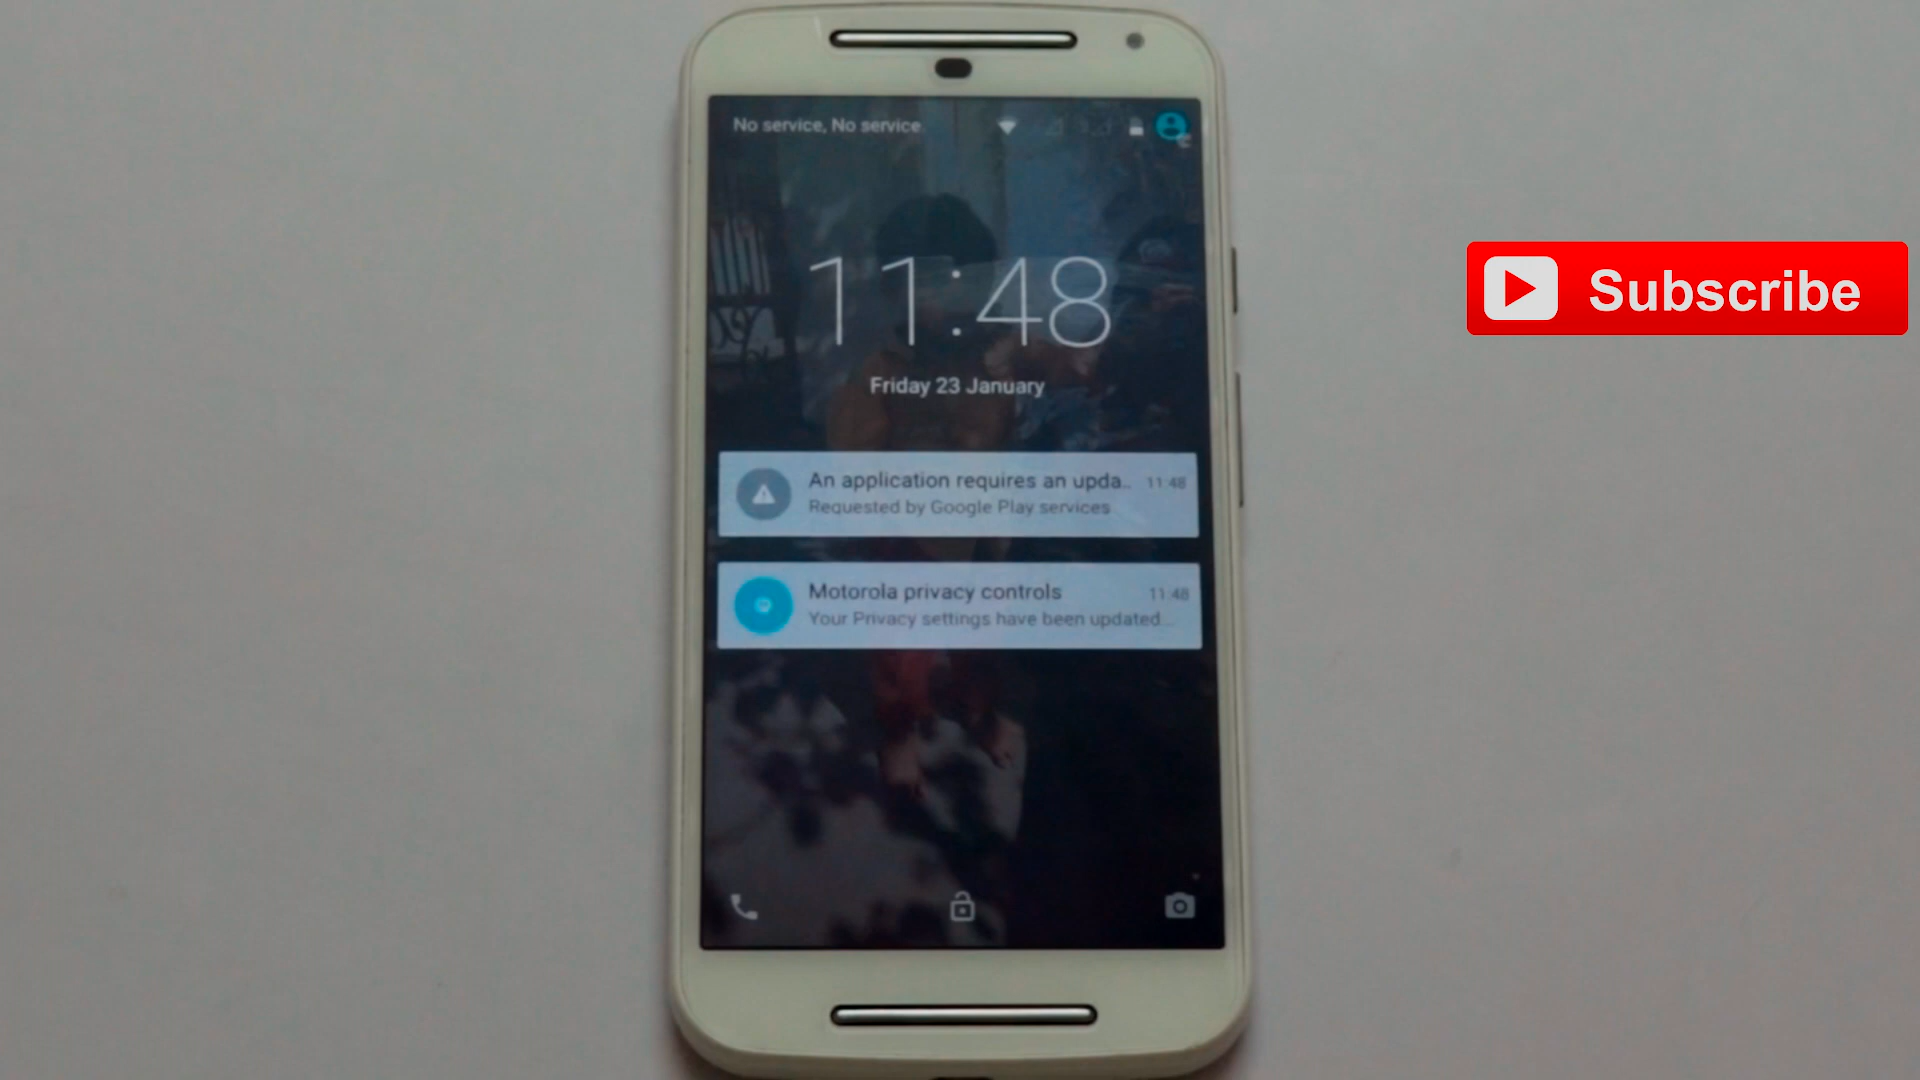 No service, No service
11:48
Friday 23 January
An application requires an upda.. 11:48
Requested by Google Play services
Motorola privacy controls 11:48
Your Privacy settings have been updated...
Subscribe